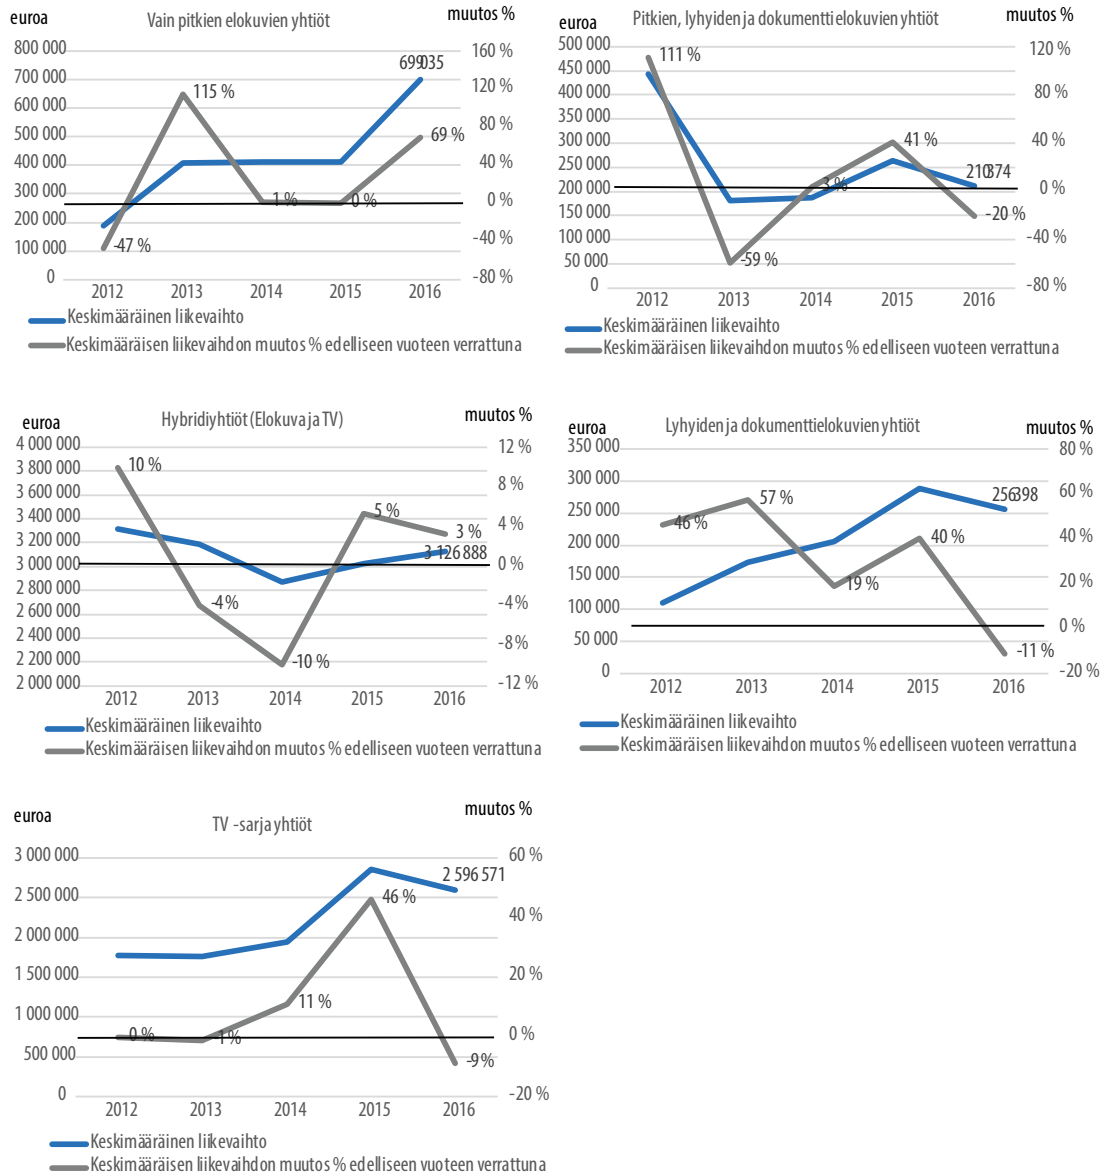 euroa
Vain pitkien elokuvien yhtiöt
muutos %
800 000
700 000
600 000
500 000
400 000
300 000
200 000
100 000
0
160 %
120 %
80 %
40 %
0 %
-40 %
-80 %
699 035
115 %
69 %
1 %
0 %
-47 %
2012 2013 2014 2015 2016
Keskimääräinen liikevaihto
Keskimääräisen liikevaihdon muutos % edelliseen vuoteen verrattuna
euroa
Pitkien, lyhyiden ja dokumenttielokuvien yhtiöt
muutos %
500 000
450 000
400 000
350 000
300 000
250 000
200 000
150 000
100 000
50 000
0
120 %
80 %
40 %
0 %
-40 %
-80 %
111 %
41 %
210 374
3 %
-20 %
-59 %
2012 2013 2014 2015 2016
Keskimääräinen liikevaihto
Keskimääräisen liikevaihdon muutos % edelliseen vuoteen verrattuna
euroa
Hybridiyhtiöt (Elokuva ja TV)
muutos %
4 000 000
3 800 000
3 600 000
3 400 000
3 200 000
3 000 000
2 800 000
2 600 000
2 400 000
2 200 000
2 000 000
12 %
8 %
4 %
0 %
-4 %
-8 %
-12 %
10 %
5 %
3 %
3 126 888
-4 %
-10 %
2012 2013 2014 2015 2016
Keskimääräinen liikevaihto
Keskimääräisen liikevaihdon muutos % edelliseen vuoteen verrattuna
euroa
Lyhyiden ja dokumenttielokuvien yhtiöt
muutos %
350 000
300 000
250 000
200 000
150 000
100 000
50 000
0
80 %
60 %
40 %
20 %
0 %
-20 %
256 398
57 %
46 %
40 %
19 %
-11 %
2012 2013 2014 2015 2016
Keskimääräinen liikevaihto
Keskimääräisen liikevaihdon muutos % edelliseen vuoteen verrattuna
euroa
TV -sarja yhtiöt
muutos %
3 000 000
2 500 000
2 000 000
1 500 000
1 000 000
500 000
0
60 %
40 %
20 %
0 %
-20 %
2 596 571
46 %
11 %
0 %
-1 %
-9 %
2012 2013 2014 2015 2016
Keskimääräinen liikevaihto
Keskimääräisen liikevaihdon muutos % edelliseen vuoteen verrattuna